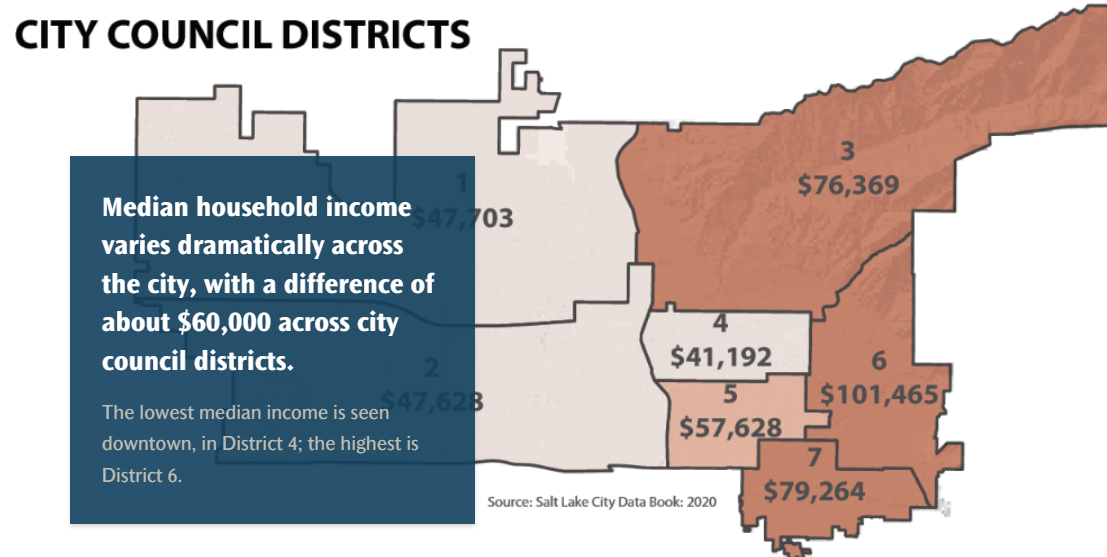 CITY COUNCIL DISTRICTS
Median household income
varies dramatically across
the city, with a difference of
about $60,000 across city
council districts.
The lowest median income is seen
downtown, in District 4; the highest is
District 6.
1
$47,703
2
$47,628
3
$76,369
4
$41,192
5
$57,628
6
$101,465
7
$79,264
Source: Salt Lake City Data Book: 2020